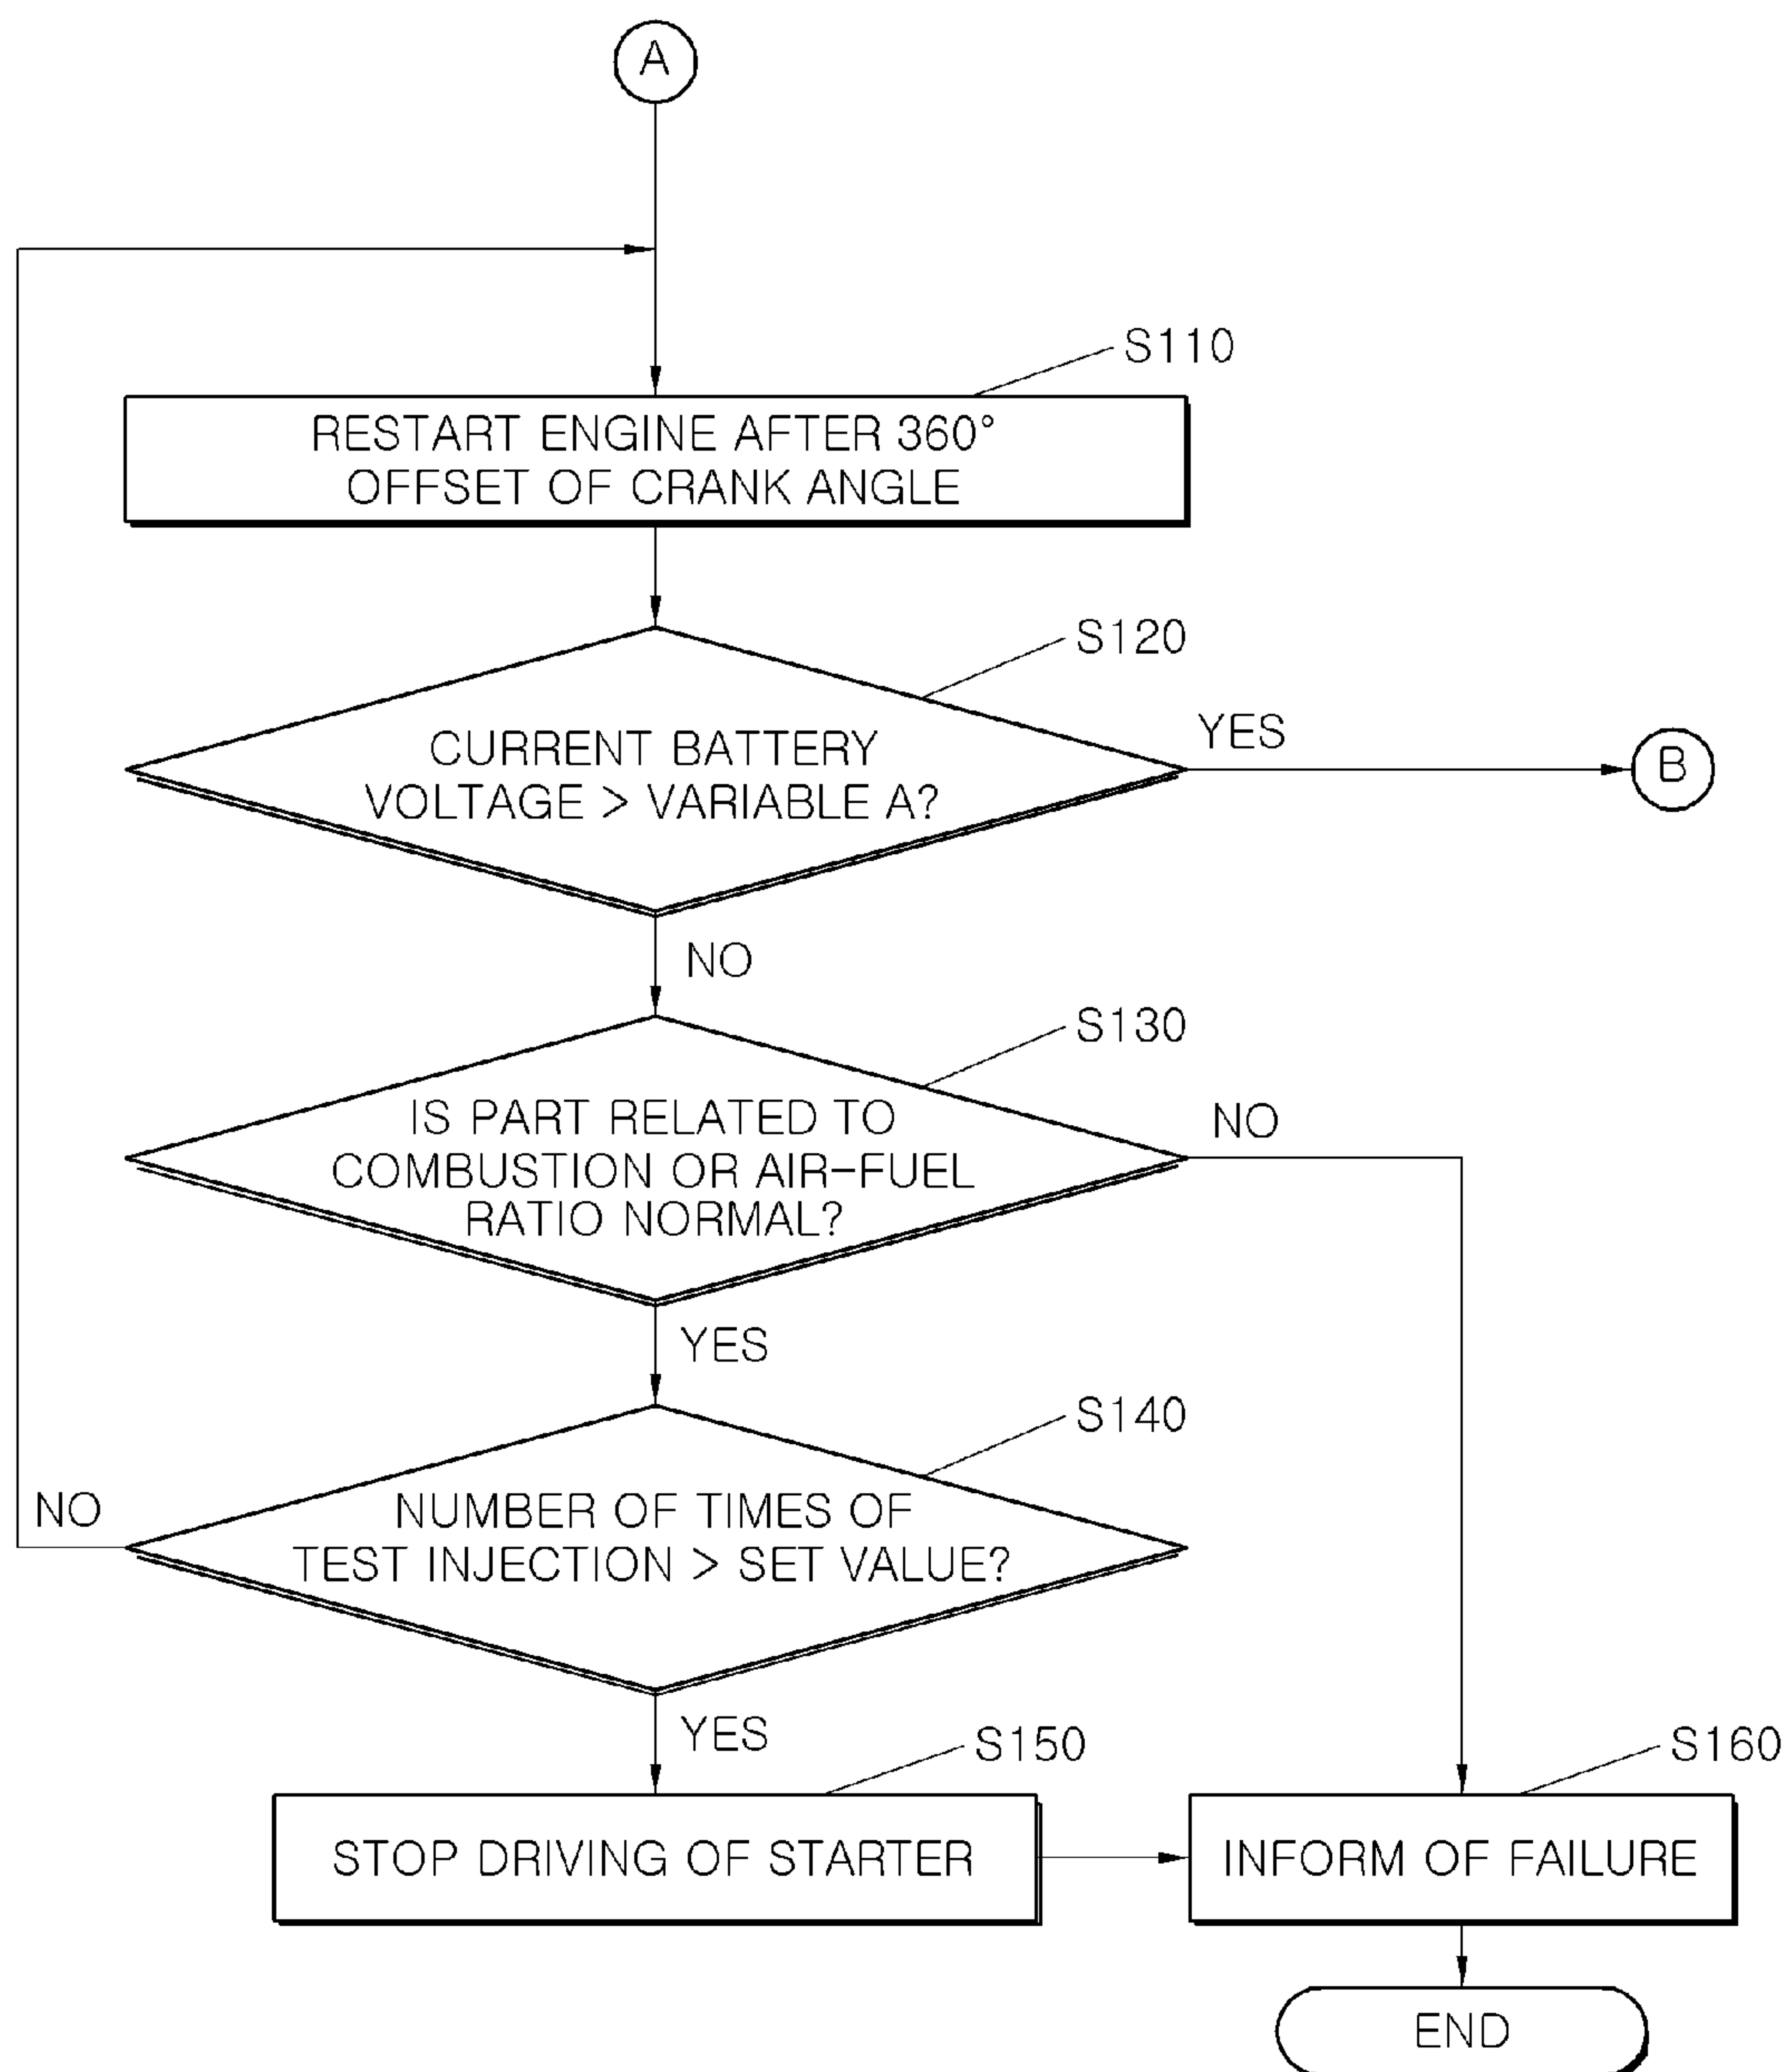 A
S110
RESTART ENGINE AFTER 360°
OFFSET OF CRANK ANGLE
S120
CURRENT BATTERY
VOLTAGE > VARIABLE A?
YES
B
NO
S130
IS PART RELATED TO
COMBUSTION OR AIR-FUEL
RATIO NORMAL?
NO
YES
S140
NUMBER OF TIMES OF
TEST INJECTION > SET VALUE?
NO
YES
S150
STOP DRIVING OF STARTER
S160
INFORM OF FAILURE
END